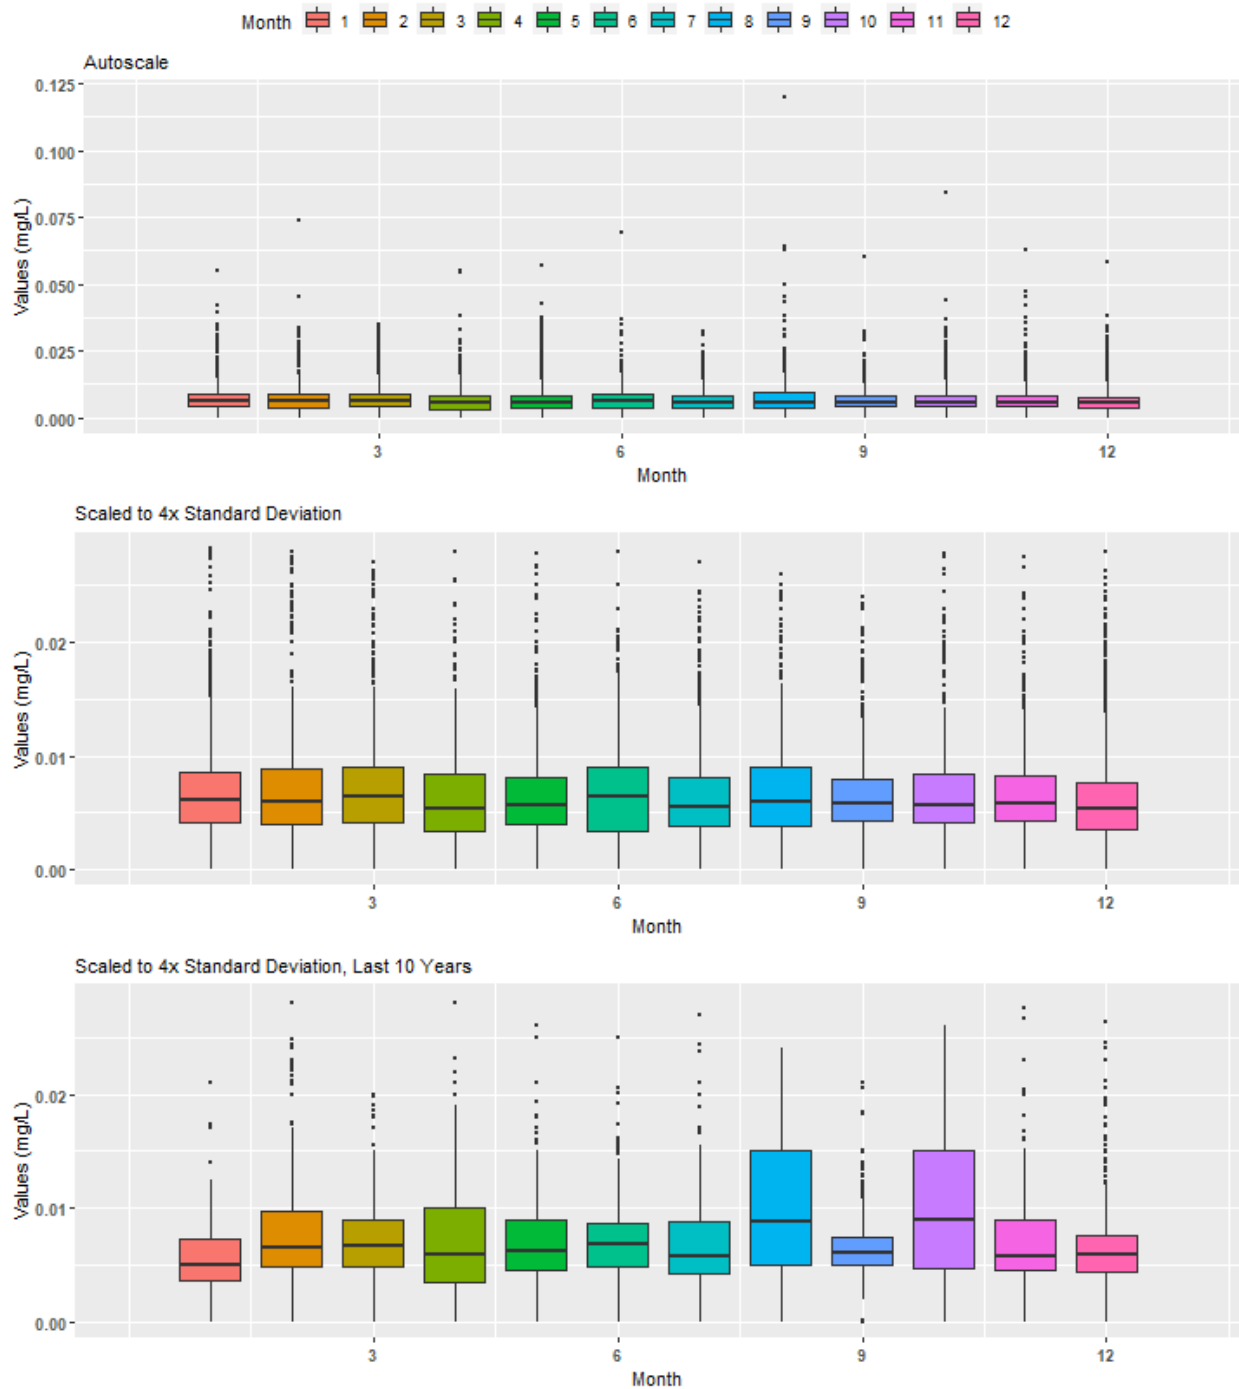 Month 1 2 3 4 5 6 7 8 9 10 11 12
Autoscale
0.125
0.100
0.075
0.050
0.025
0.000
Values (mg/L)
3 6 9 12
Month
Scaled to 4x Standard Deviation
0.02
0.01
0.00
Values (mg/L)
3 6 9 12
Month
Scaled to 4x Standard Deviation, Last 10 Years
0.02
0.01
0.00
Values (mg/L)
3 6 9 12
Month